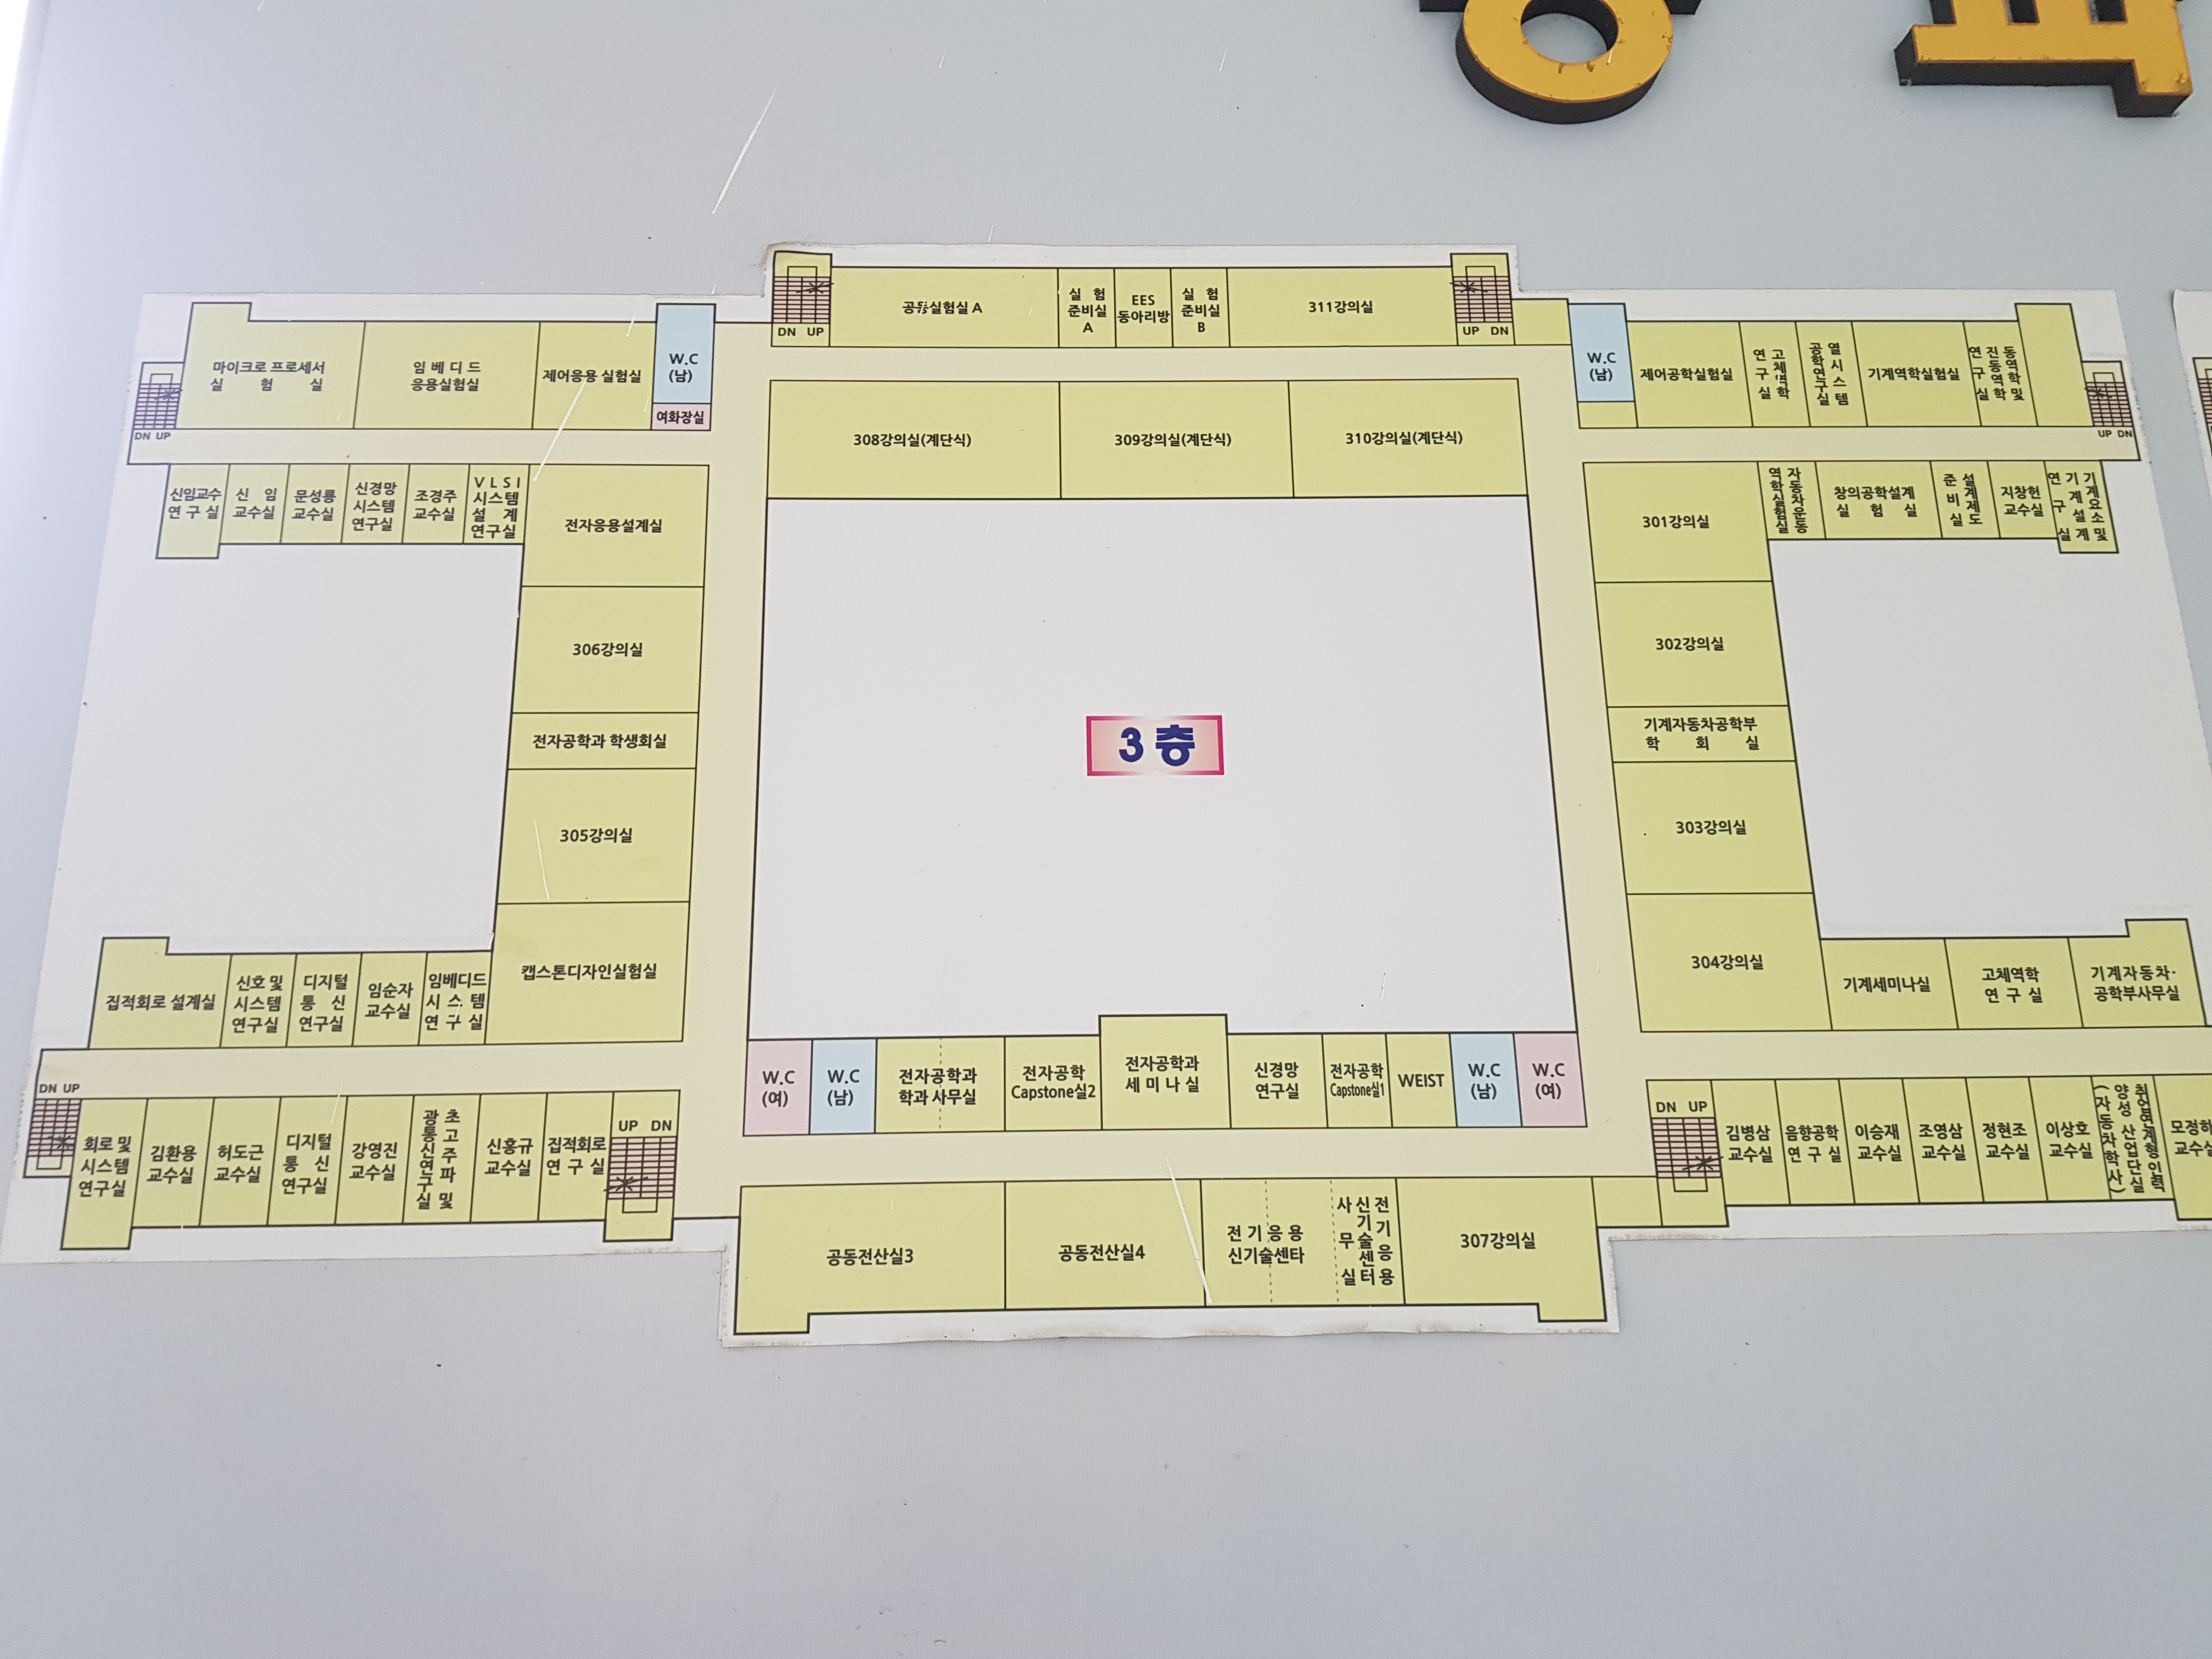 공동실험실 A
실 험
준비실
A
EES
동아리방
실 험
준비실
B
311강의실
DN UP
UP DN
마이크로 프로세서
실 험 실
임 베 디 드
응용실험실
제어응용 실험실
W.C
(남)
여화장실
DN UP
308강의실(계단식)
309강의실(계단식)
310강의실(계단식)
W.C
(남)
제어공학실험실
고체역학
연구실
열시스템
공학연구실
기계역학실험실
동역학및
진동역학
연구실
UP DN
신임교수
연 구 실
신 임
교수실
문성룡
교수실
신경망
시스템
연구실
조경주
교수실
V L S I
시스템
설 계
연구실
전자응용설계실
306강의실
전자공학과 학생회실
305강의실
캡스톤디자인실험실
3층
301강의실
자동차운동
역학실험실
창의공학설계
실 험 실
설계제도
준비실
지창헌
교수실
기계요소 및
기계설계
연구실
302강의실
기계자동차공학부
학 회 실
303강의실
304강의실
기계세미나실
고체역학
연 구 실
기계자동차·
공학부사무실
집적회로 설계실
신호 및
시스템
연구실
디지털
통 신
연구실
임순자
교수실
임베디드
시 스 템
연 구 실
W.C
(여)
W.C
(남)
전자공학과
학과 사무실
전자공학
Capstone실2
전자공학과
세 미 나 실
신경망
연구실
전자공학
Capstone실1
WEIST
W.C
(남)
W.C
(여)
DN UP
회로 및
시스템
연구실
김환용
교수실
허도근
교수실
디지털
통 신
연구실
강영진
교수실
초고주파 및
광통신연구실
신홍규
교수실
집적회로
연 구 실
UP DN
공동전산실3
공동전산실4
전 기 응 용
신기술센타
전기응용
신기술센터
사무실
307강의실
DN UP
김병삼
교수실
음향공학
연 구 실
이승재
교수실
조영삼
교수실
정현조
교수실
이상호
교수실
취업연계형인력
양성 산업단실
(자동차학사)